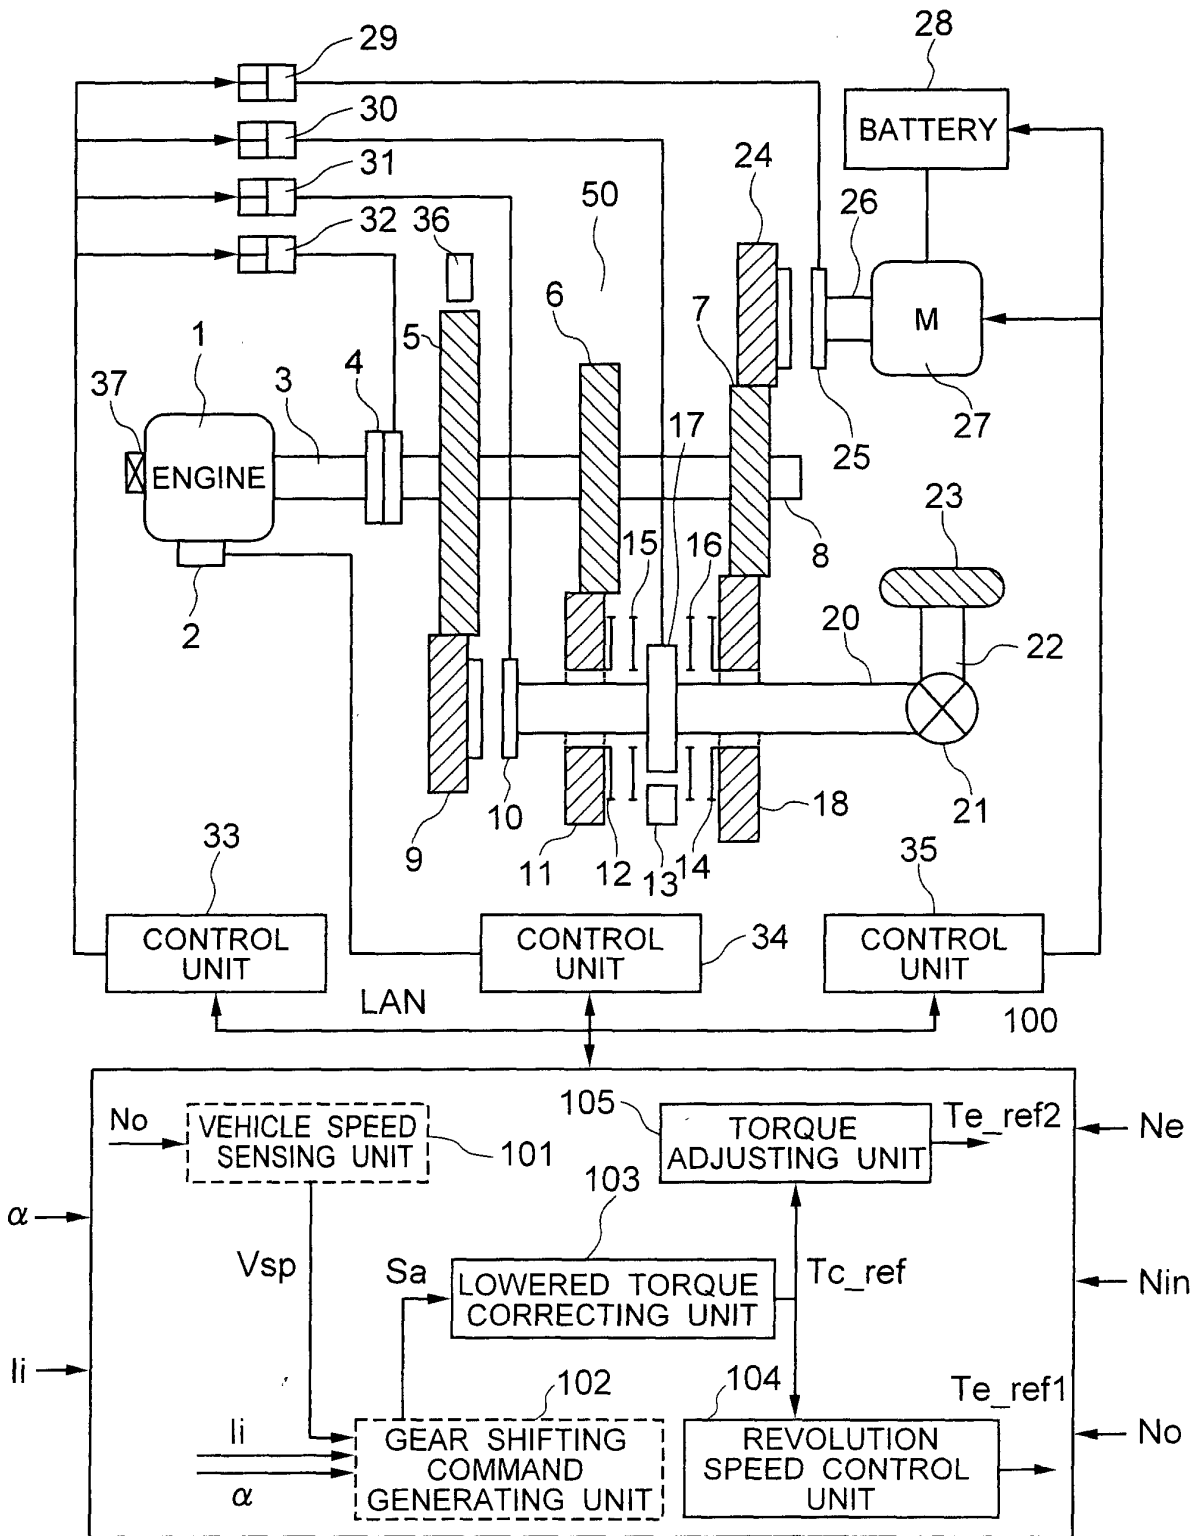 28
29
BATTERY
30
24
31
26
50
36
32
6
7
M
5
1
4
37
3
17
27
25
ENGINE
23
15
16
8
20
2
22
10
18
21
9
33
11
12
13
14
35
CONTROL
UNIT
CONTROL
UNIT
34
CONTROL
UNIT
LAN
100
105
No
VEHICLE SPEED
SENSING UNIT
101
TORQUE
ADJUSTING UNIT
Te_ref2
Ne
103
α
Vsp
Sa
LOWERED TORQUE
CORRECTING UNIT
Tc_ref
Nin
Ii
102
104
Te_ref1
Ii
α
GEAR SHIFTING
COMMAND
GENERATING UNIT
REVOLUTION
SPEED CONTROL
UNIT
No